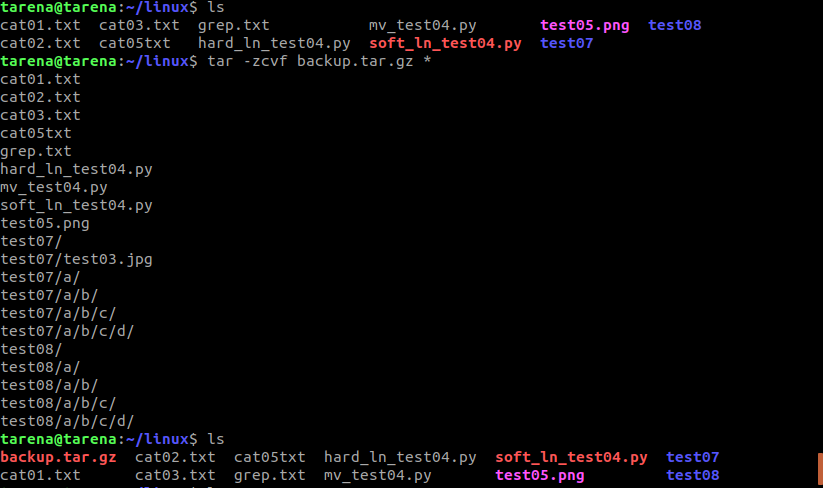 tarena@tarena:~/linux$ ls
cat01.txt  cat03.txt  grep.txt           mv_test04.py       test05.png  test08
cat02.txt  cat05txt   hard_ln_test04.py  soft_ln_test04.py  test07
tarena@tarena:~/linux$ tar -zcvf backup.tar.gz *
cat01.txt
cat02.txt
cat03.txt
cat05txt
grep.txt
hard_ln_test04.py
mv_test04.py
soft_ln_test04.py
test05.png
test07/
test07/test03.jpg
test07/a/
test07/a/b/
test07/a/b/c/
test07/a/b/c/d/
test08/
test08/a/
test08/a/b/
test08/a/b/c/
test08/a/b/c/d/
tarena@tarena:~/linux$ ls
backup.tar.gz  cat02.txt  cat05txt  hard_ln_test04.py  soft_ln_test04.py  test07
cat01.txt      cat03.txt  grep.txt  mv_test04.py       test05.png         test08